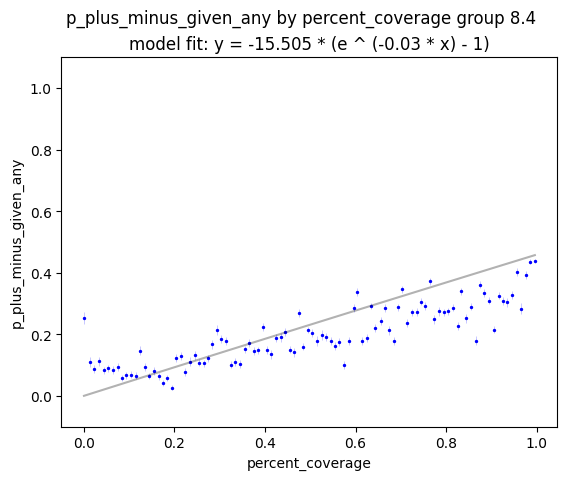 p_plus_minus_given_any by percent_coverage group 8.4
model fit: y = -15.505 * (e ^ (-0.03 * x) - 1)
1.0
0.8
0.6
0.4
0.2
0.0
p_plus_minus_given_any
0.0 0.2 0.4 0.6 0.8 1.0
percent_coverage